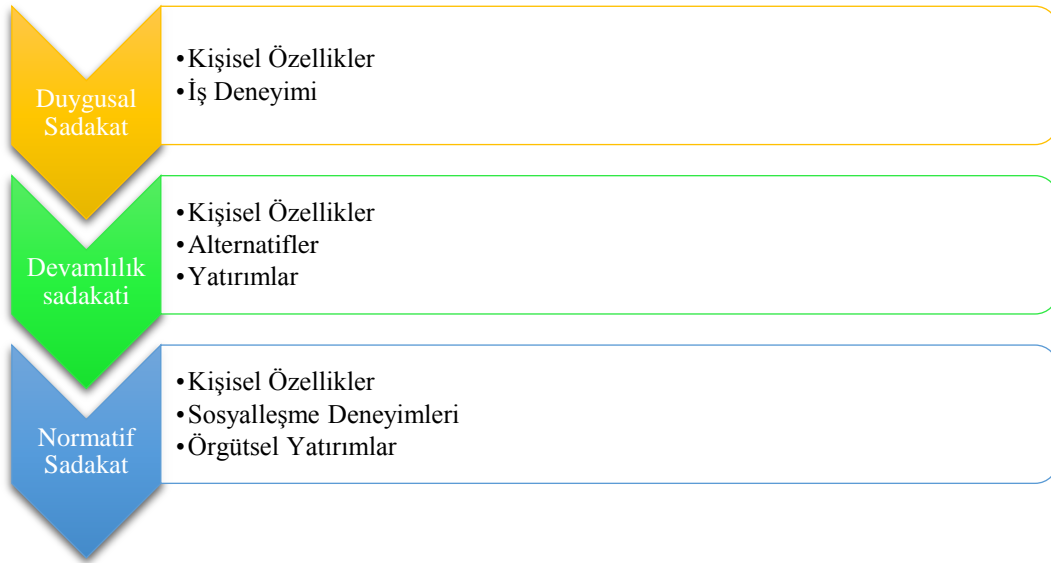 Duygusal
Sadakat
•Kişisel Özellikler
•İş Deneyimi
Devamlılık
sadakati
•Kişisel Özellikler
•Alternatifler
•Yatırımlar
Normatif
Sadakat
•Kişisel Özellikler
•Sosyalleşme Deneyimleri
•Örgütsel Yatırımlar